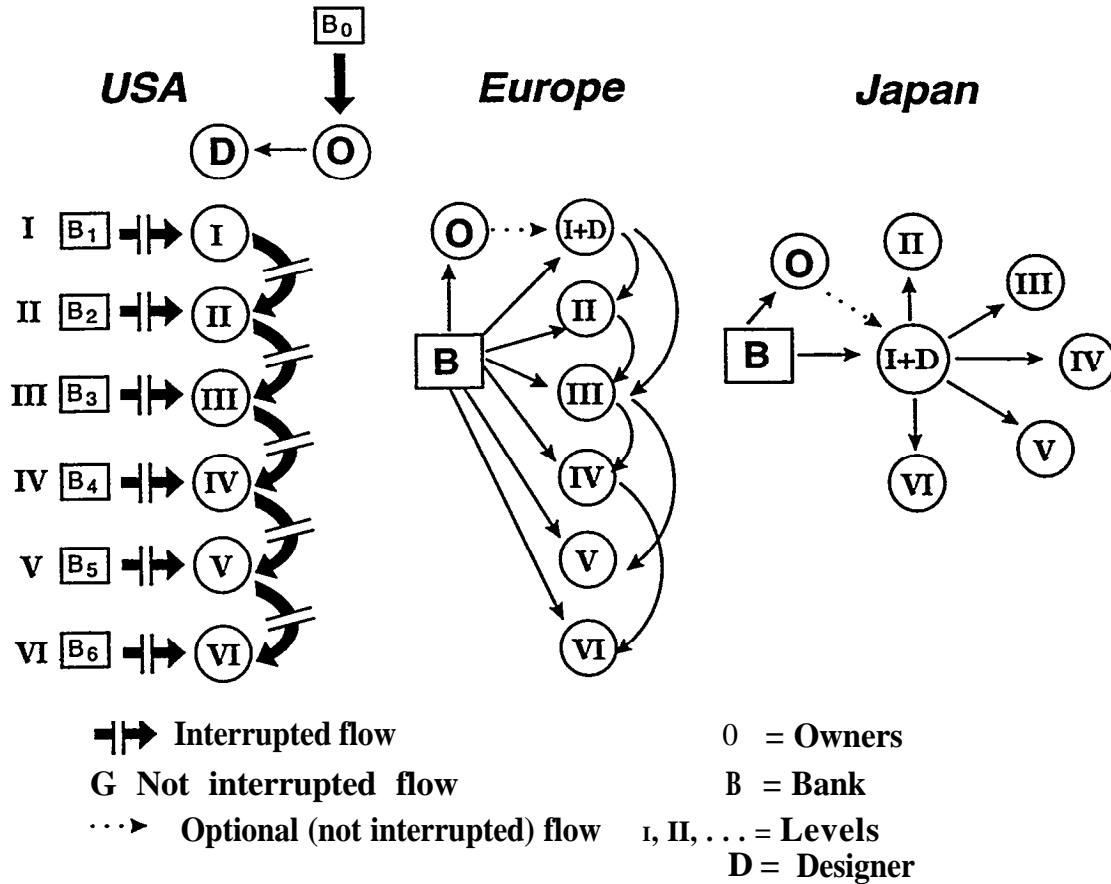 B0
USA
Europe
Japan
D
O
I
B1
I
II
B2
II
III
B3
III
IV
B4
IV
V
B5
V
VI
B6
VI
O
I+D
II
B
III
IV
V
VI
O
II
III
B
I+D
IV
V
VI
Interrupted flow
G Not interrupted flow
Optional (not interrupted) flow
0 = Owners
B = Bank
I, II, . . . = Levels
D = Designer